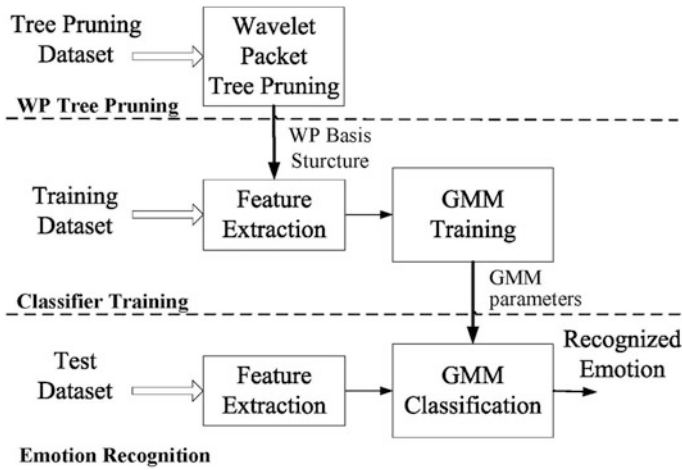 Tree Pruning
Dataset
Wavelet
Packet
Tree Pruning
WP Tree Pruning
WP Basis
Sturcture
Training
Dataset
Feature
Extraction
GMM
Training
Classifier Training
GMM
parameters
Test
Dataset
Feature
Extraction
GMM
Classification
Recognized
Emotion
Emotion Recognition